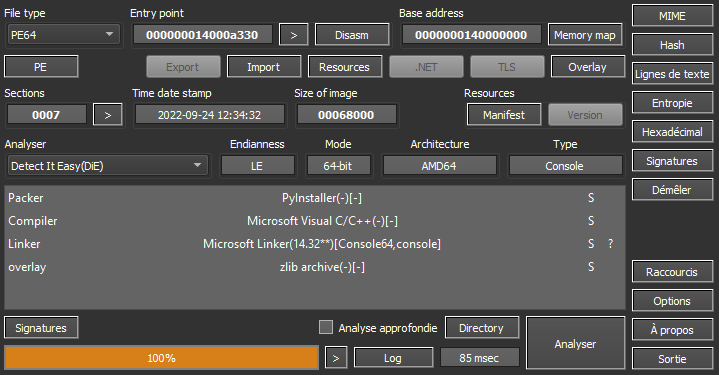 File type Entry point Base address MIME
PE64 000000014000a330 > Disasm 0000000140000000 Memory map Hash
PE Export Import Resources .NET TLS Overlay Lignes de texte
Sections Time date stamp Size of image Resources Entropie
0007 > 2022-09-24 12:34:32 00068000 Manifest Version Hexadécimal
Analyser Endianness Mode Architecture Type Signatures
Detect It Easy(DiE) LE 64-bit AMD64 Console Démêler
Packer PyInstaller(-)[-] S
Compiler Microsoft Visual C/C++(-)[-] S
Linker Microsoft Linker(14.32**)[Console64,console] S ?
overlay zlib archive(-)[-] S
Raccourcis
Options
Signatures Analyse approfondie Directory Analyser À propos
100% > Log 85 msec Sortie